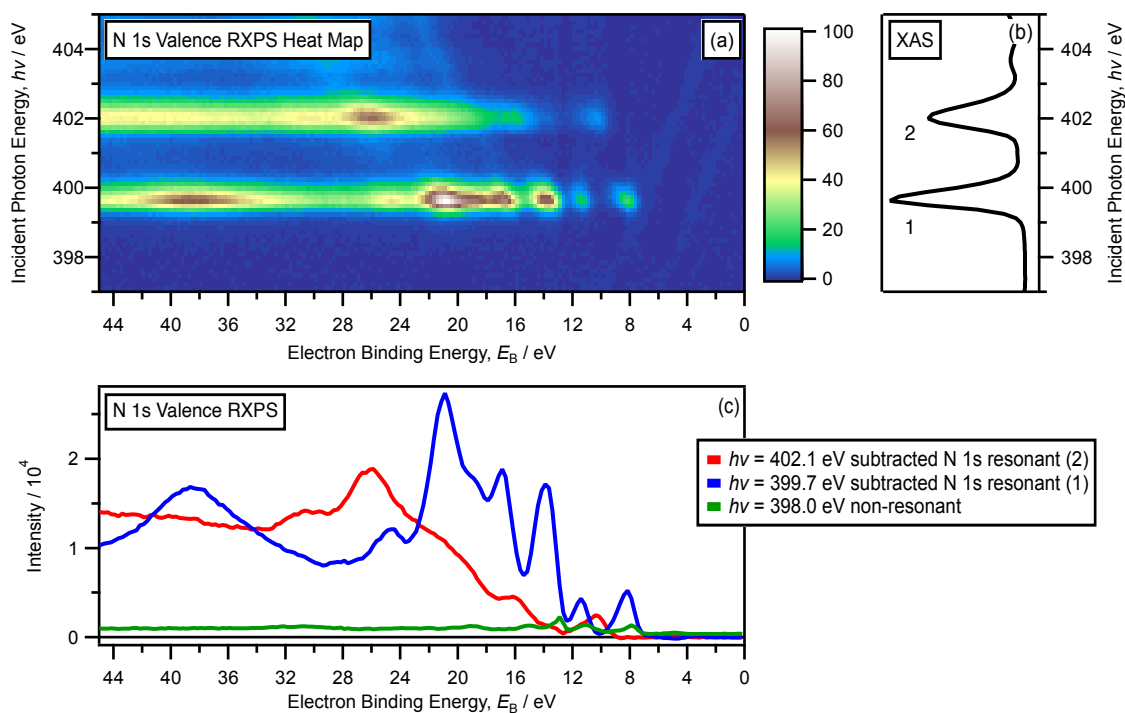 N 1s Valence RXPS Heat Map
(a)
404
402
400
398
Incident Photon Energy, hν / eV
44 40 36 32 28 24 20 16 12 8 4 0
Electron Binding Energy, E_B / eV
100
80
60
40
20
0
XAS
(b)
2
1
404
402
400
398
Incident Photon Energy, hν / eV
N 1s Valence RXPS
(c)
2
1
0
Intensity / 10^4
44 40 36 32 28 24 20 16 12 8 4 0
Electron Binding Energy, E_B / eV
hν = 402.1 eV subtracted N 1s resonant (2)
hν = 399.7 eV subtracted N 1s resonant (1)
hν = 398.0 eV non-resonant